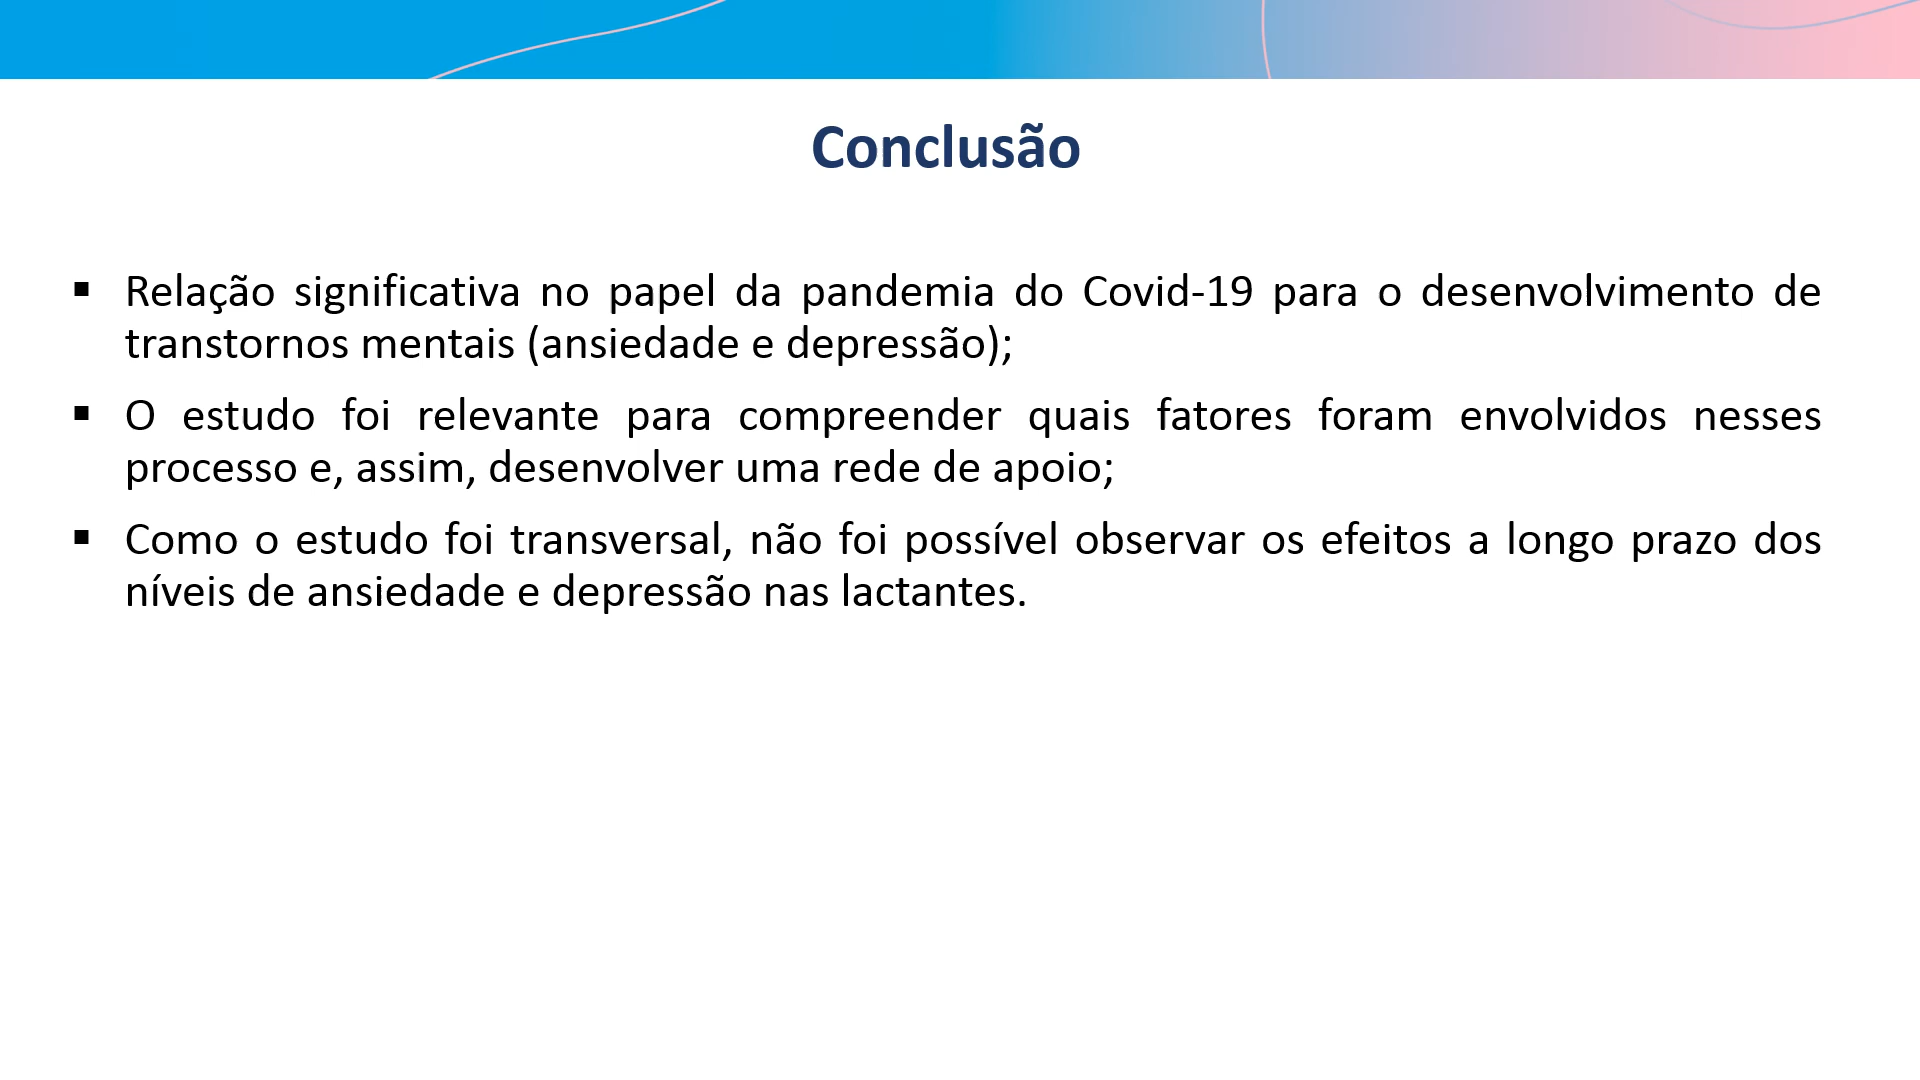 Conclusão
▪ Relação significativa no papel da pandemia do Covid-19 para o desenvolvimento de
transtornos mentais (ansiedade e depressão);
▪ O estudo foi relevante para compreender quais fatores foram envolvidos nesses
processo e, assim, desenvolver uma rede de apoio;
▪ Como o estudo foi transversal, não foi possível observar os efeitos a longo prazo dos
níveis de ansiedade e depressão nas lactantes.